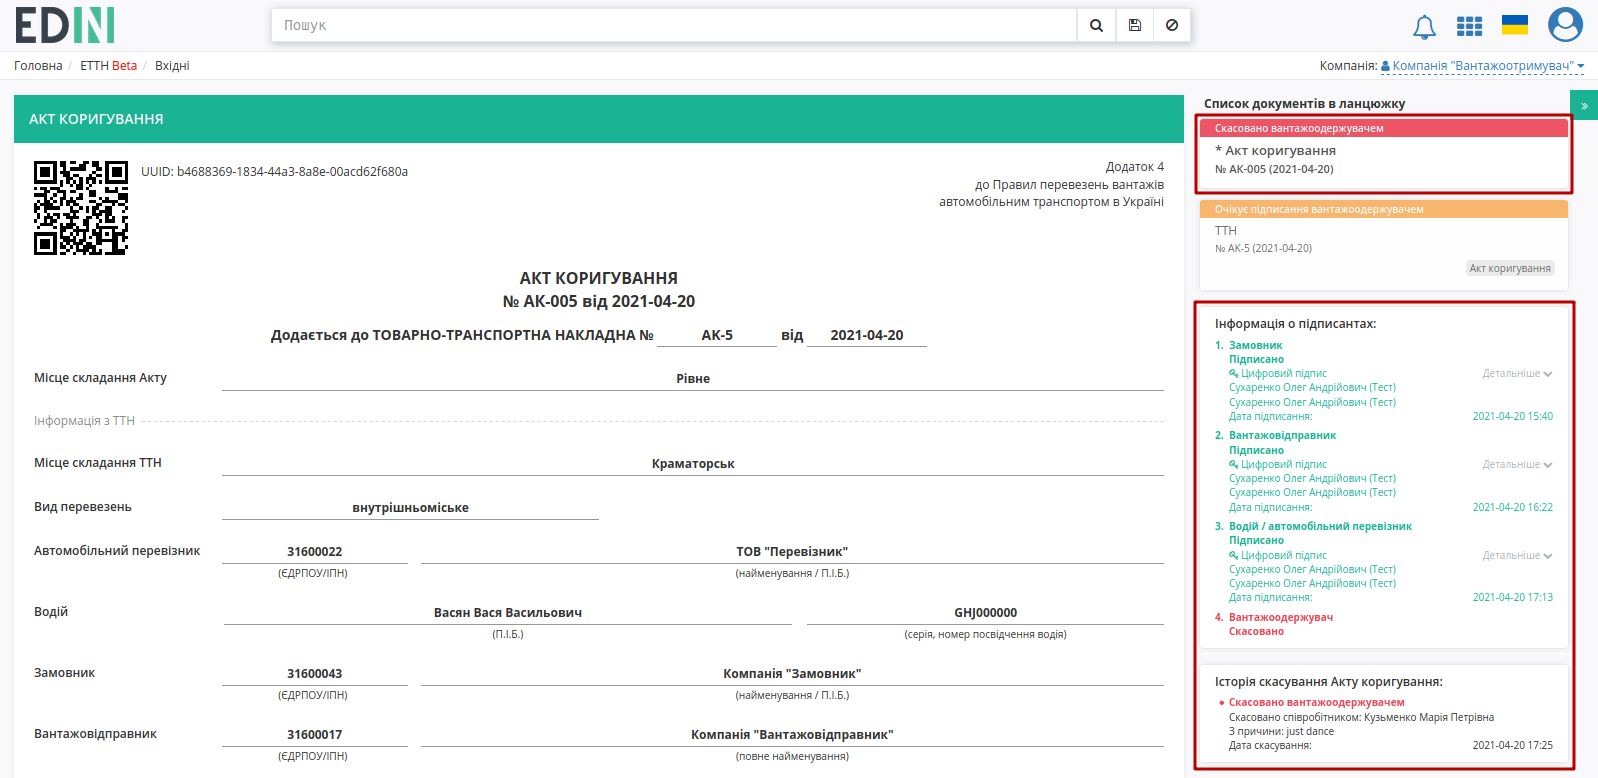 EDIN
Пошук
Головна / ЕТТН Beta / Вхідні
Компанія: Компанія "Вантажоотримувач"
АКТ КОРИГУВАННЯ
UUID: b4688369-1834-44a3-8a8e-00acd62f680a
Додаток 4
до Правил перевезень вантажів
автомобільним транспортом в Україні
АКТ КОРИГУВАННЯ
№ АК-005 від 2021-04-20
Додається до ТОВАРНО-ТРАНСПОРТНА НАКЛАДНА № АК-5 від 2021-04-20
Місце складання Акту Рівне
Інформація з ТТН
Місце складання ТТН Краматорськ
Вид перевезень внутрішньоміське
Автомобільний перевізник 31600022 ТОВ "Перевізник"
(ЄДРПОУ/ІПН) (найменування / П.І.Б.)
Водій Васян Вася Васильович GHJ000000
(П.І.Б.) (серія, номер посвідчення водія)
Замовник 31600043 Компанія "Замовник"
(ЄДРПОУ/ІПН) (найменування / П.І.Б.)
Вантажовідправник 31600017 Компанія "Вантажовідправник"
(ЄДРПОУ/ІПН) (повне найменування)
Список документів в ланцюжку
»
Скасовано вантажоодержувачем
* Акт коригування
№ АК-005 (2021-04-20)
Очікує підписання вантажоодержувачем
ТТН
№ АК-5 (2021-04-20)
Акт коригування
Інформація о підписантах:
1. Замовник
Підписано
Цифровий підпис Детальніше
Сухаренко Олег Андрійович (Тест)
Сухаренко Олег Андрійович (Тест)
Дата підписання: 2021-04-20 15:40
2. Вантажовідправник
Підписано
Цифровий підпис Детальніше
Сухаренко Олег Андрійович (Тест)
Сухаренко Олег Андрійович (Тест)
Дата підписання: 2021-04-20 16:22
3. Водій / автомобільний перевізник
Підписано
Цифровий підпис Детальніше
Сухаренко Олег Андрійович (Тест)
Сухаренко Олег Андрійович (Тест)
Дата підписання: 2021-04-20 17:13
4. Вантажоодержувач
Скасовано
Історія скасування Акту коригування:
• Скасовано вантажоодержувачем
Скасовано співробітником: Кузьменко Марія Петрівна
З причини: just dance
Дата скасування: 2021-04-20 17:25